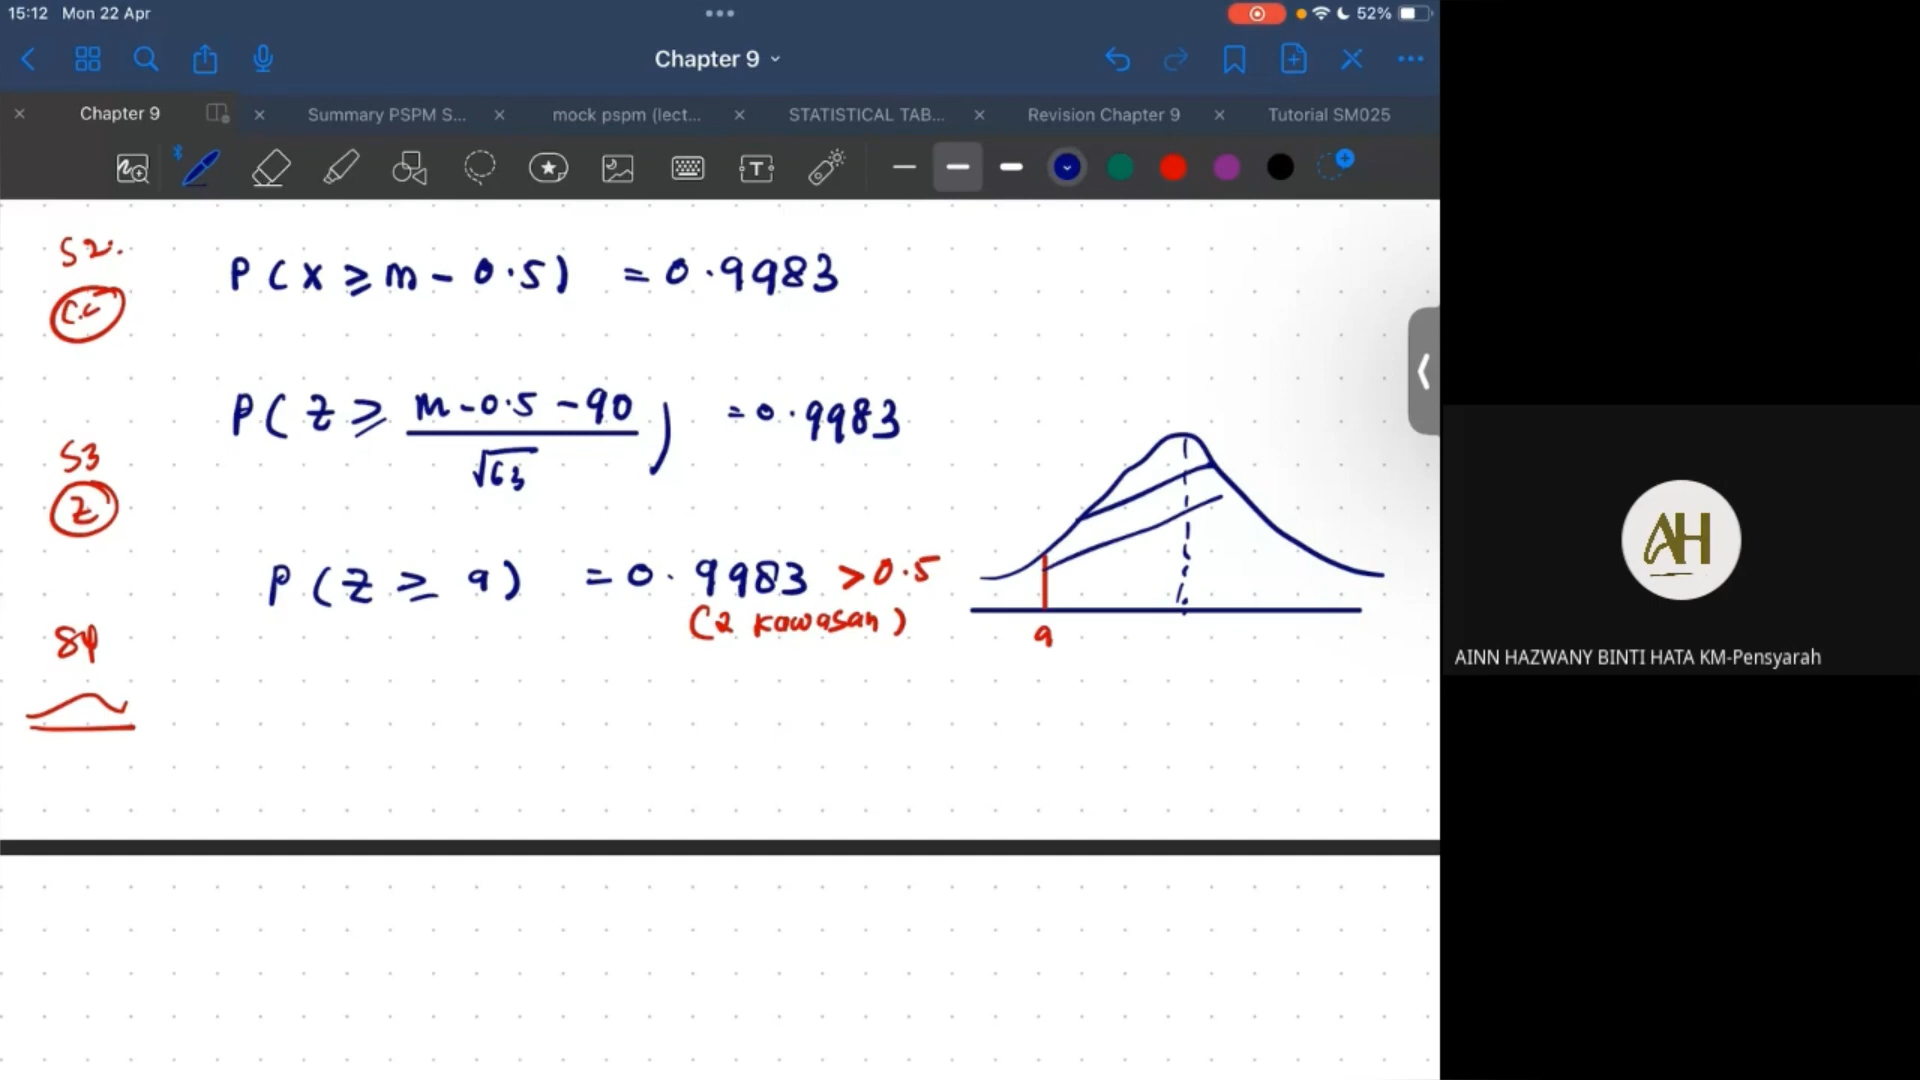 15:12 Mon 22 Apr
52%
Chapter 9
Chapter 9
Summary PSPM S...
mock pspm (lect...
STATISTICAL TAB...
Revision Chapter 9
Tutorial SM025
S2.
C.C
P(X ≥ m - 0.5) = 0.9983
S3
Z
P(Z ≥ (m - 0.5 - 90)/√63) = 0.9983
P(Z ≥ a) = 0.9983 > 0.5
(2 kawasan)
a
S4
AH
AINN HAZWANY BINTI HATA KM-Pensyarah